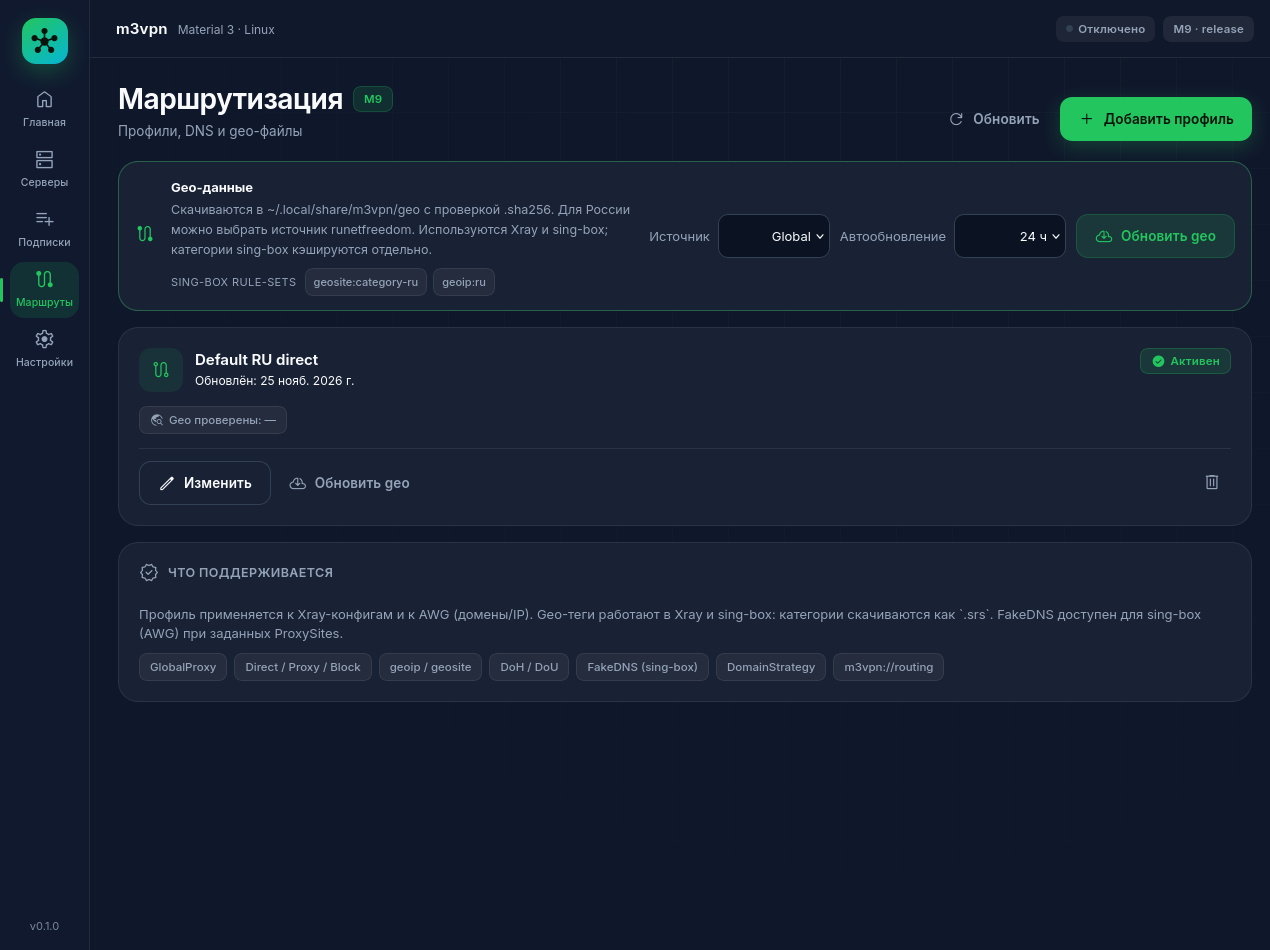 m3vpn Material 3 · Linux
Отключено
M9 · release
Главная
Серверы
Подписки
Маршруты
Настройки
v0.1.0
Маршрутизация M9
Профили, DNS и geo-файлы
Обновить
Добавить профиль
Geo-данные
Скачиваются в ~/.local/share/m3vpn/geo с проверкой .sha256. Для России
можно выбрать источник runetfreedom. Используются Xray и sing-box;
категории sing-box кэшируются отдельно.
SING-BOX RULE-SETS geosite:category-ru geoip:ru
Источник Global Автообновление 24 ч Обновить geo
Default RU direct
Обновлён: 25 нояб. 2026 г.
Активен
Geo проверены: —
Изменить Обновить geo
ЧТО ПОДДЕРЖИВАЕТСЯ
Профиль применяется к Xray-конфигам и к AWG (домены/IP). Geo-теги работают в Xray и sing-box: категории скачиваются как `.srs`. FakeDNS доступен для sing-box
(AWG) при заданных ProxySites.
GlobalProxy Direct / Proxy / Block geoip / geosite DoH / DoU FakeDNS (sing-box) DomainStrategy m3vpn://routing